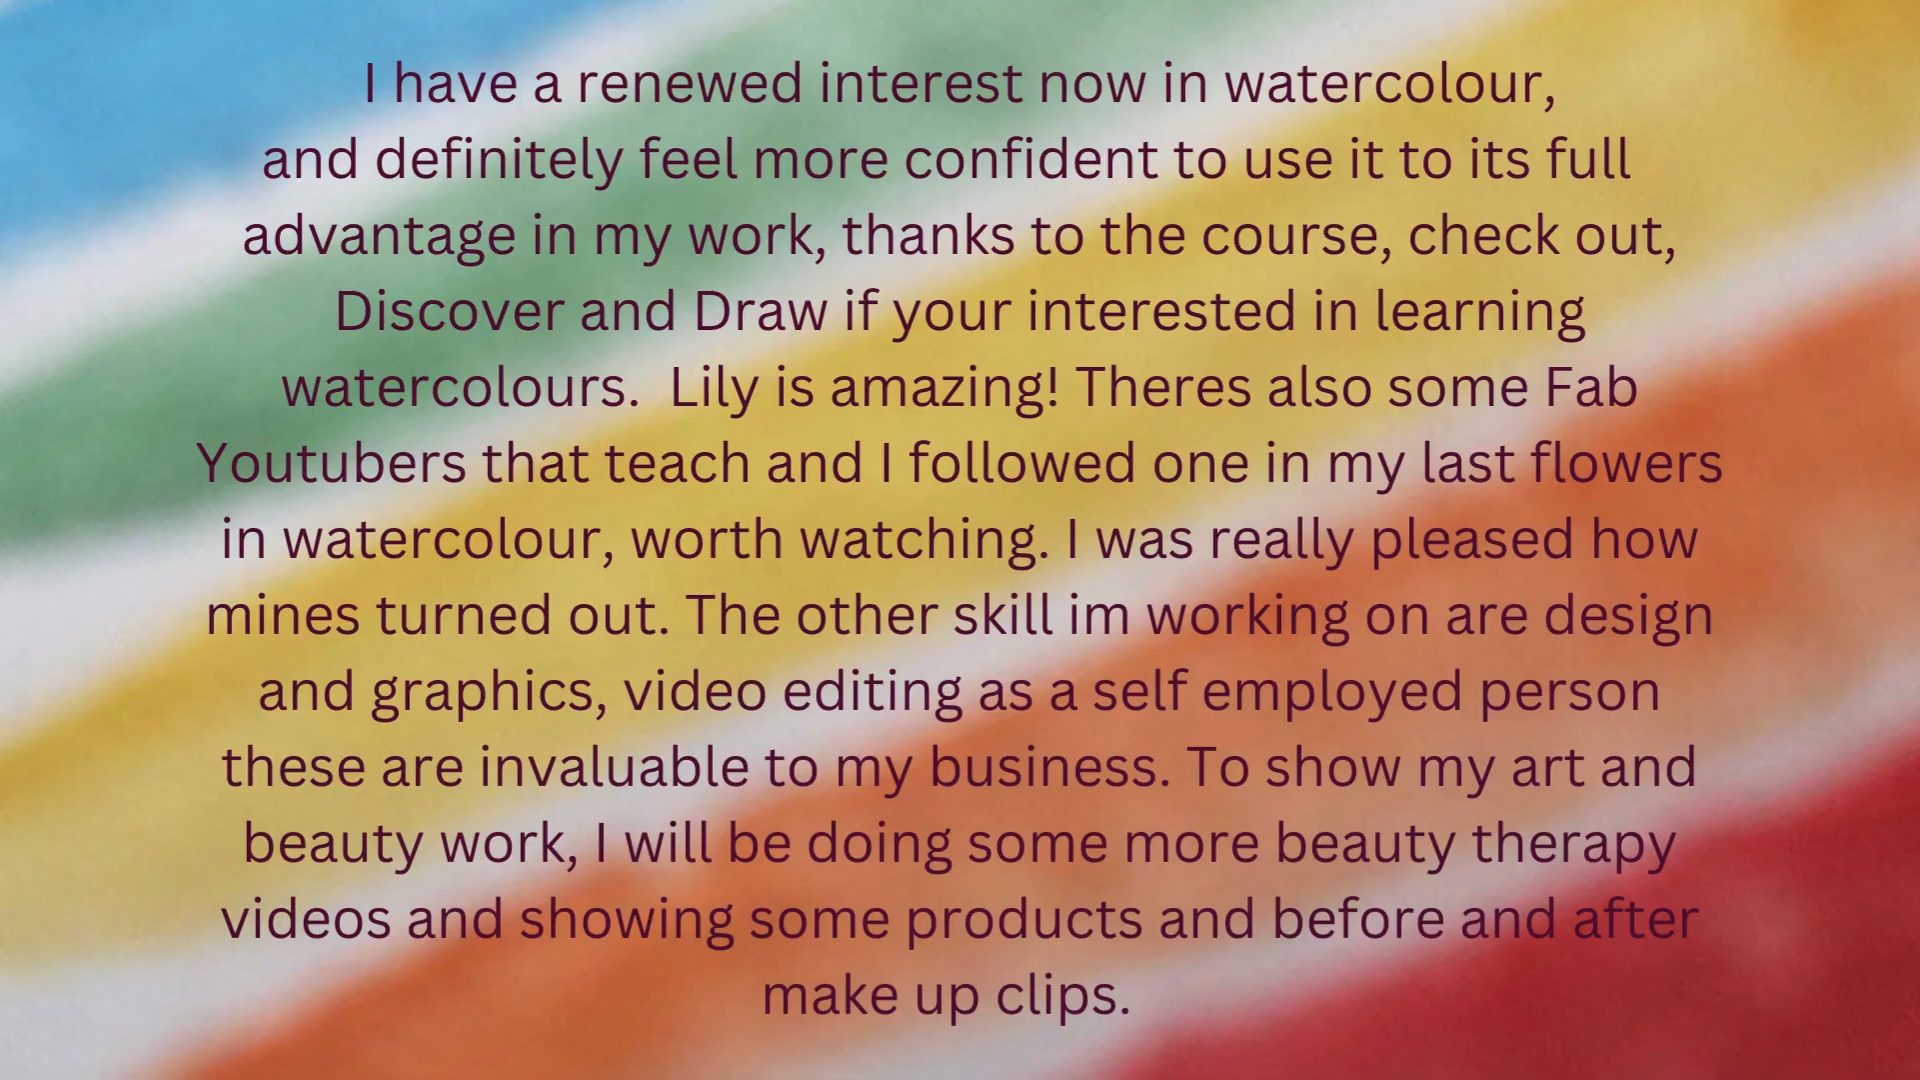 I have a renewed interest now in watercolour,
and definitely feel more confident to use it to its full
advantage in my work, thanks to the course, check out,
Discover and Draw if your interested in learning
watercolours.  Lily is amazing! Theres also some Fab
Youtubers that teach and I followed one in my last flowers
in watercolour, worth watching. I was really pleased how
mines turned out. The other skill im working on are design
and graphics, video editing as a self employed person
these are invaluable to my business. To show my art and
beauty work, I will be doing some more beauty therapy
videos and showing some products and before and after
make up clips.